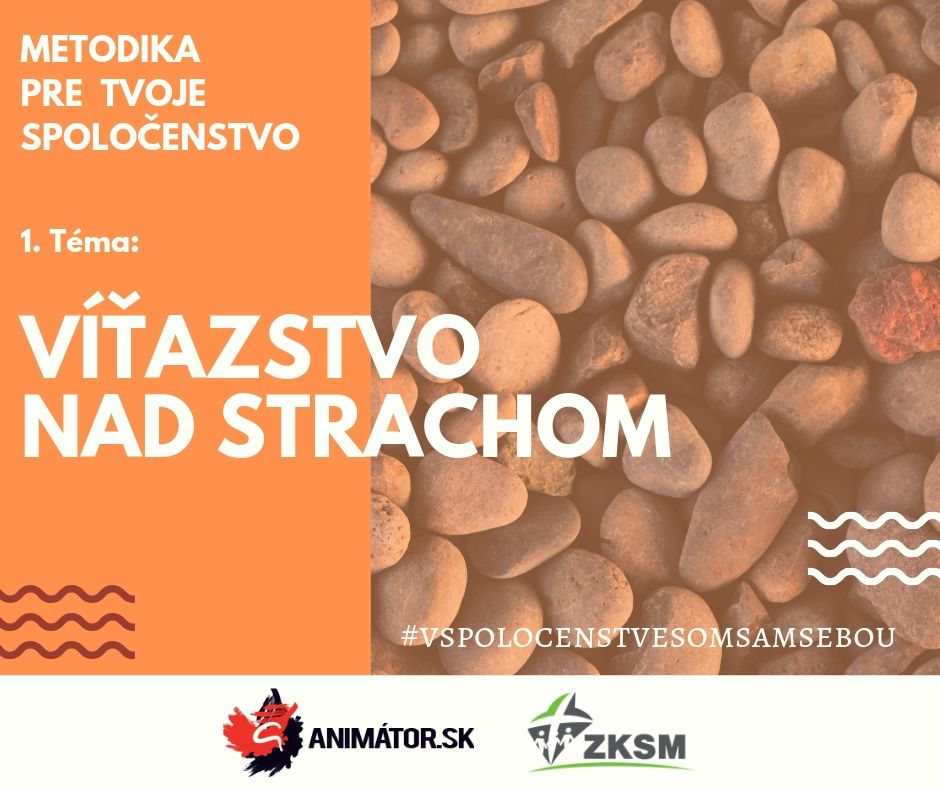 METODIKA
PRE TVOJE
SPOLOČENSTVO
1. Téma:
VÍŤAZSTVO
NAD STRACHOM
#VSPOLOCENSTVESOMSAMSEBOU
ANIMÁTOR.SK
ZKSM